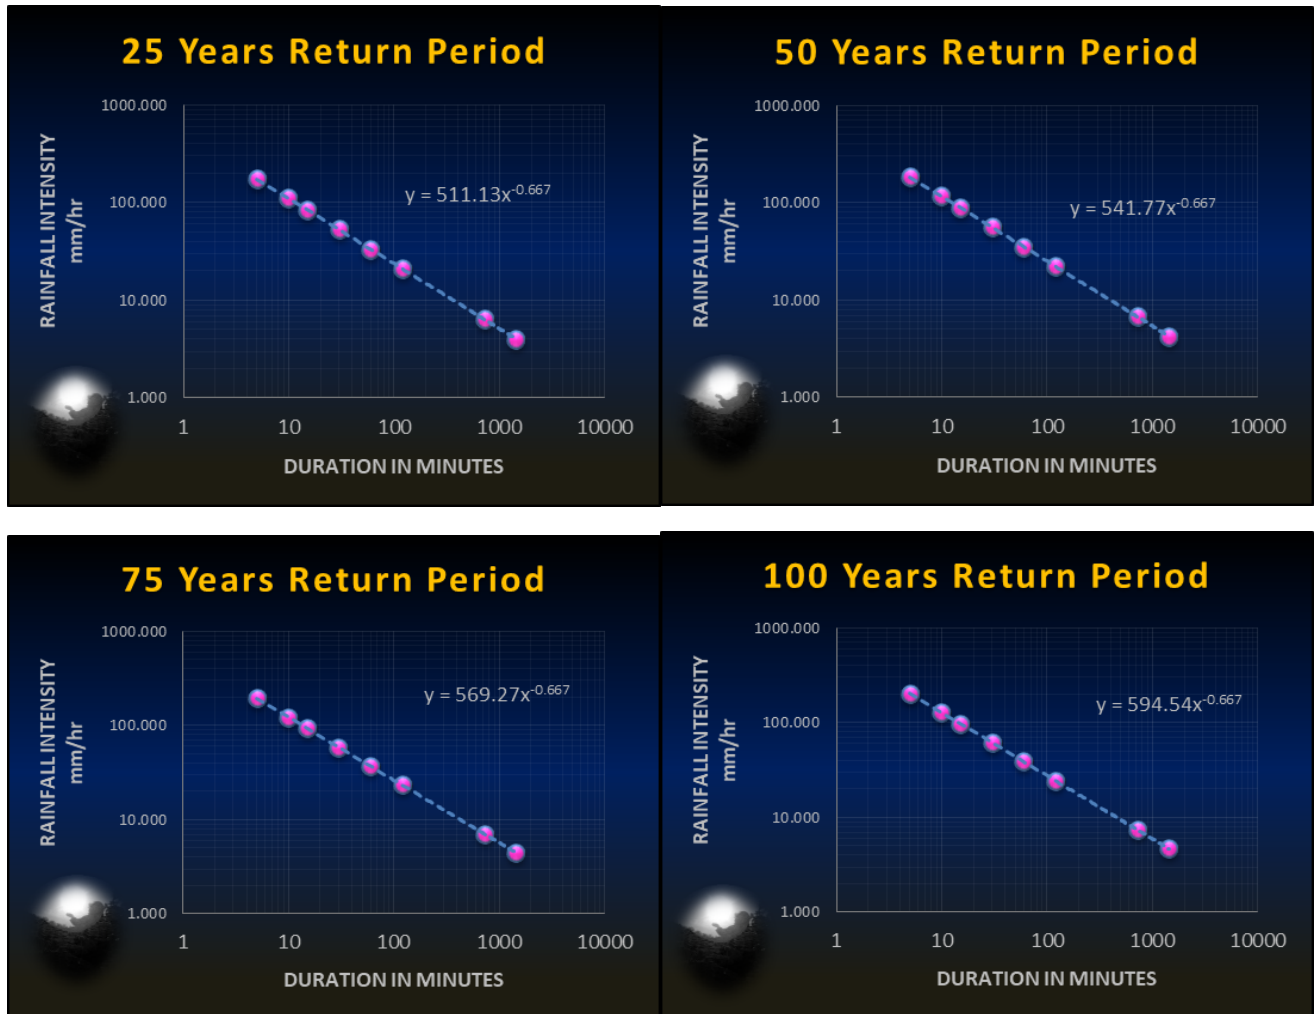 25 Years Return Period
1000.000
100.000
10.000
1.000
RAINFALL INTENSITY
mm/hr
y = 511.13x^-0.667
1 10 100 1000 10000
DURATION IN MINUTES
50 Years Return Period
1000.000
100.000
10.000
1.000
RAINFALL INTENSITY
mm/hr
y = 541.77x^-0.667
1 10 100 1000 10000
DURATION IN MINUTES
75 Years Return Period
1000.000
100.000
10.000
1.000
RAINFALL INTENSITY
mm/hr
y = 569.27x^-0.667
1 10 100 1000 10000
DURATION IN MINUTES
100 Years Return Period
1000.000
100.000
10.000
1.000
RAINFALL INTENSITY
mm/hr
y = 594.54x^-0.667
1 10 100 1000 10000
DURATION IN MINUTES